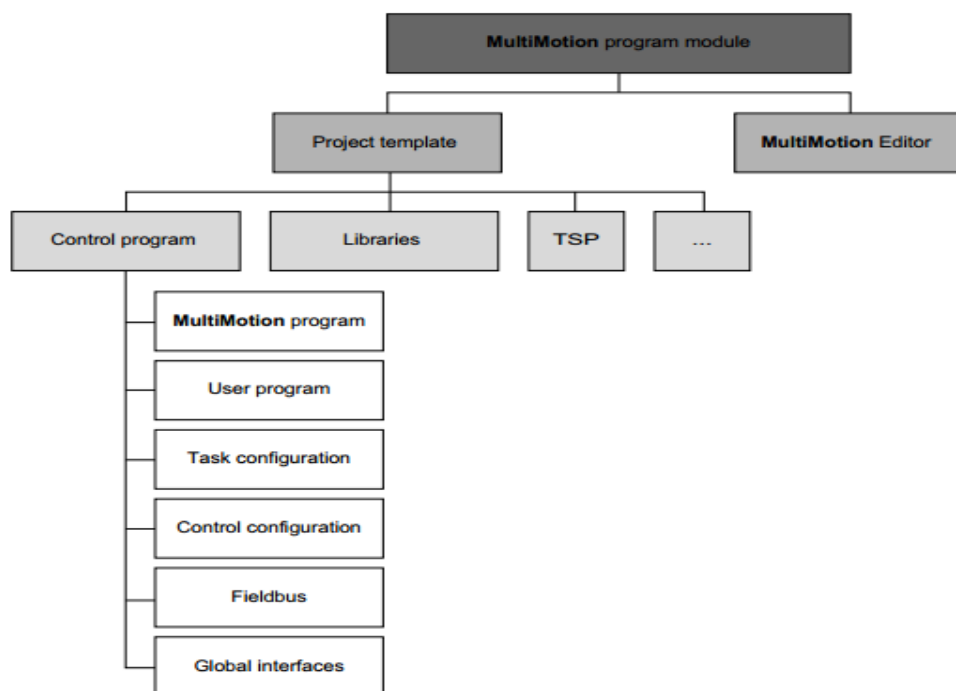 MultiMotion program module
Project template
MultiMotion Editor
Control program
Libraries
TSP
...
MultiMotion program
User program
Task configuration
Control configuration
Fieldbus
Global interfaces